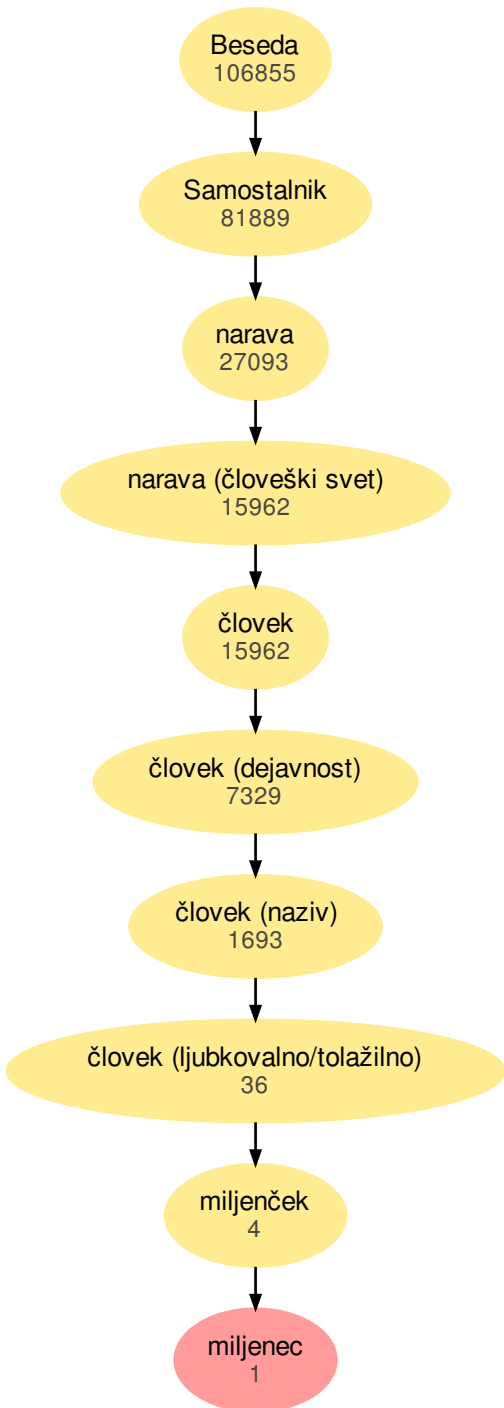 Beseda
106855
Samostalnik
81889
narava
27093
narava (človeški svet)
15962
človek
15962
človek (dejavnost)
7329
človek (naziv)
1693
človek (ljubkovalno/tolažilno)
36
miljenček
4
miljenec
1